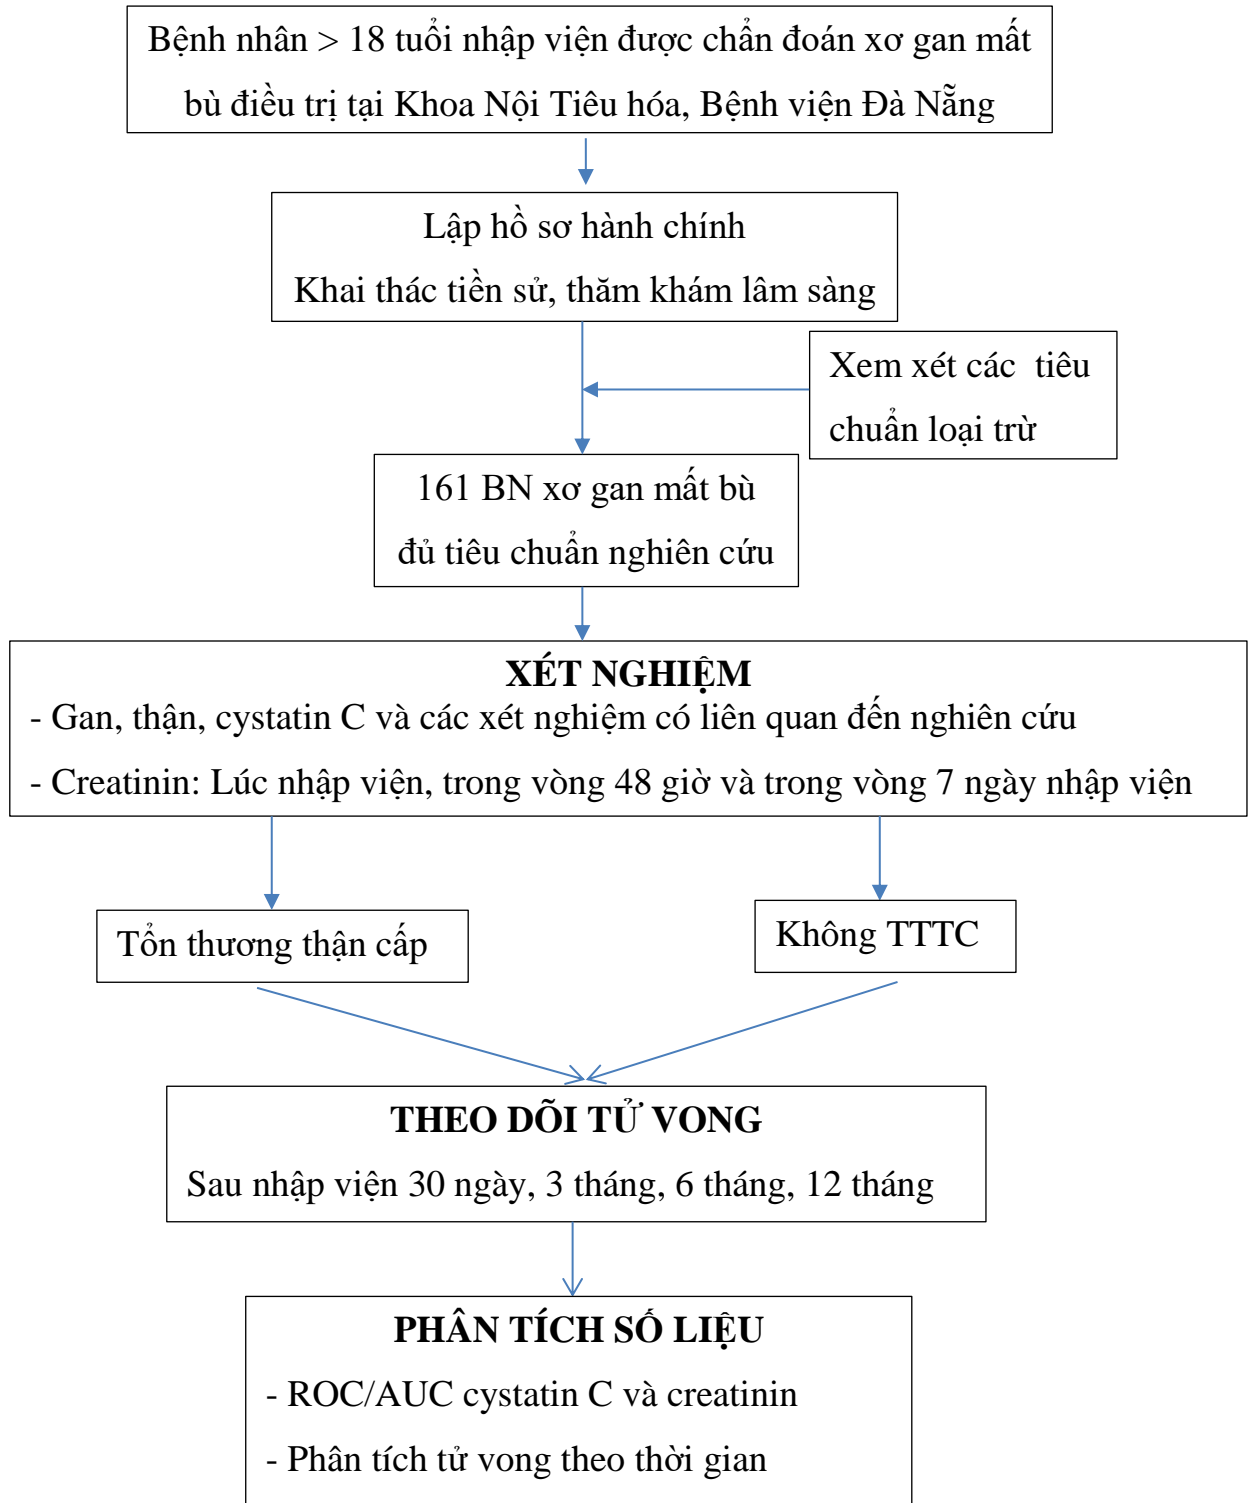 Bệnh nhân > 18 tuổi nhập viện được chẩn đoán xơ gan mất
bù điều trị tại Khoa Nội Tiêu hóa, Bệnh viện Đà Nẵng
Lập hồ sơ hành chính
Khai thác tiền sử, thăm khám lâm sàng
Xem xét các tiêu
chuẩn loại trừ
161 BN xơ gan mất bù
đủ tiêu chuẩn nghiên cứu
XÉT NGHIỆM
- Gan, thận, cystatin C và các xét nghiệm có liên quan đến nghiên cứu
- Creatinin: Lúc nhập viện, trong vòng 48 giờ và trong vòng 7 ngày nhập viện
Tổn thương thận cấp
Không TTTC
THEO DÕI TỬ VONG
Sau nhập viện 30 ngày, 3 tháng, 6 tháng, 12 tháng
PHÂN TÍCH SỐ LIỆU
- ROC/AUC cystatin C và creatinin
- Phân tích tử vong theo thời gian